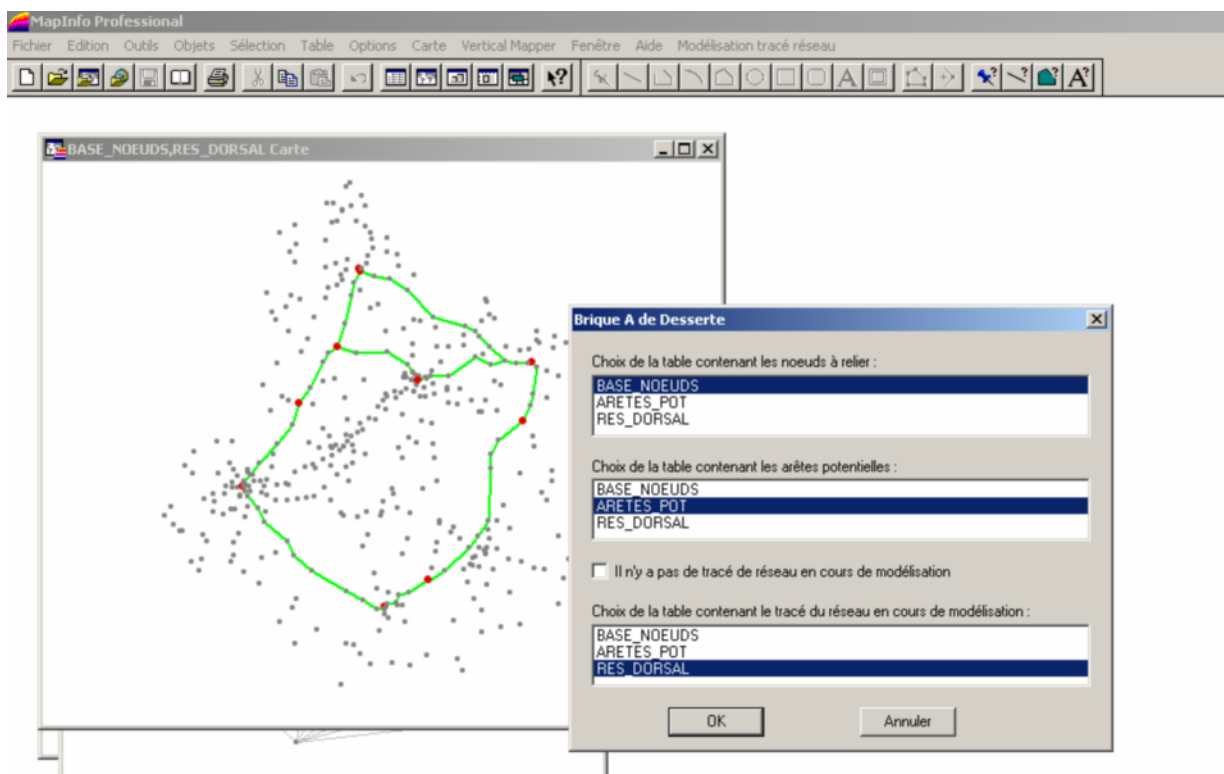 MapInfo Professional
Fichier Edition Outils Objets Sélection Table Options Carte Vertical Mapper Fenêtre Aide Modélisation tracé réseau
BASE_NOEUDS,RES_DORSAL Carte
Brique A de Desserte
Choix de la table contenant les noeuds à relier :
BASE_NOEUDS
ARETES_POT
RES_DORSAL
Choix de la table contenant les arêtes potentielles :
BASE_NOEUDS
ARETES_POT
RES_DORSAL
Il n'y a pas de tracé de réseau en cours de modélisation
Choix de la table contenant le tracé du réseau en cours de modélisation :
BASE_NOEUDS
ARETES_POT
RES_DORSAL
OK Annuler